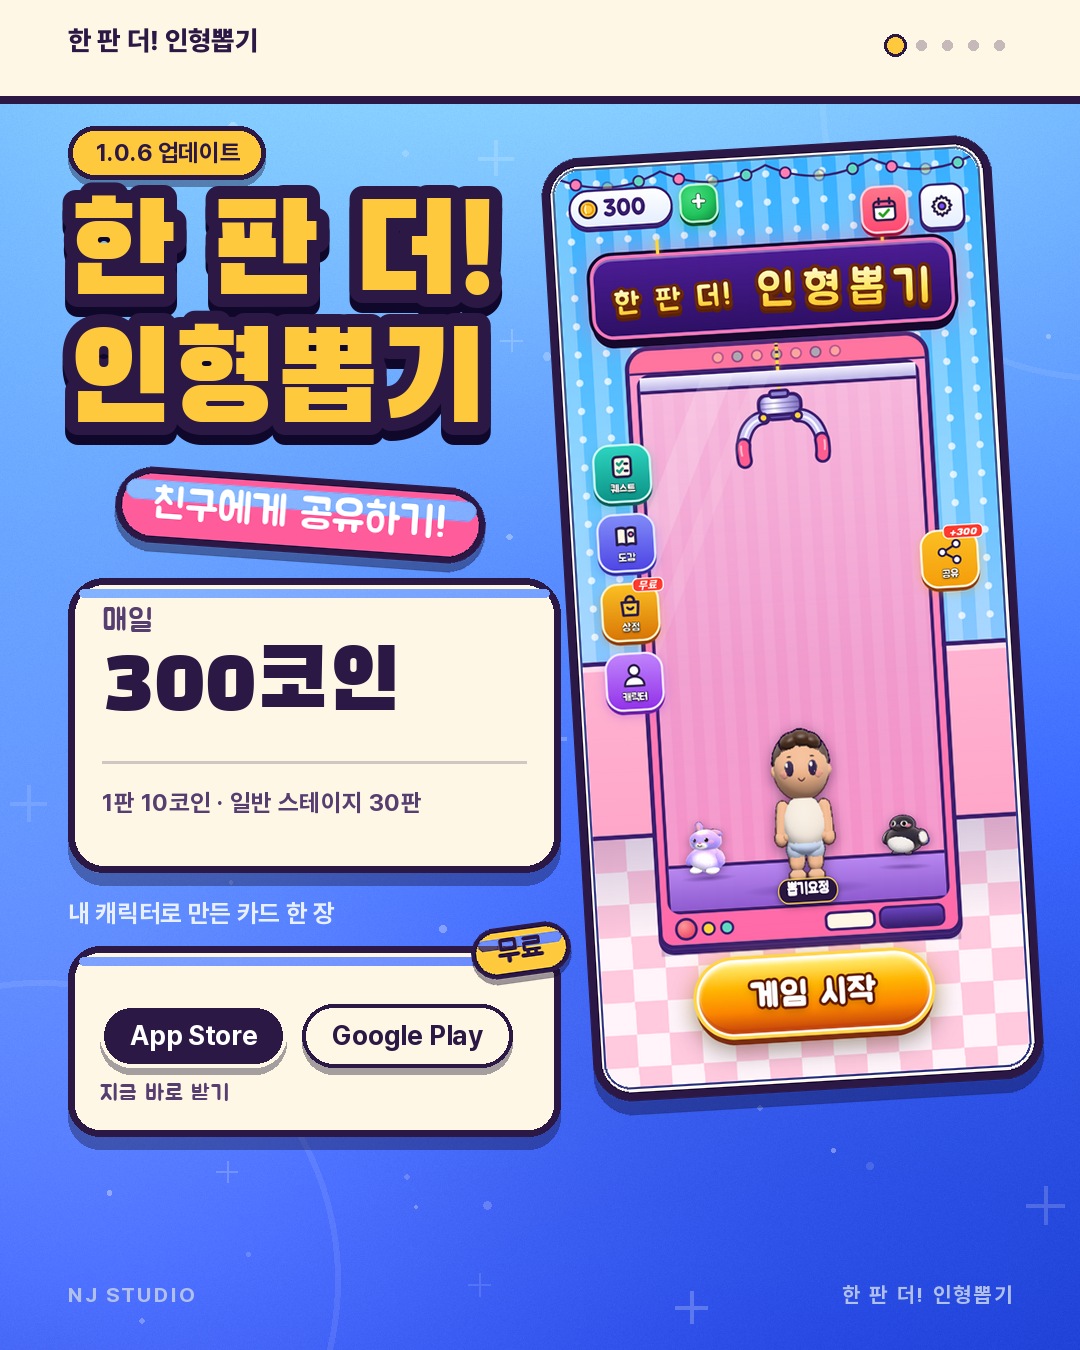 한 판 더! 인형뽑기
1.0.6 업데이트
한 판 더!
인형뽑기
친구에게 공유하기!
매일
300코인
1판 10코인 · 일반 스테이지 30판
내 캐릭터로 만든 카드 한 장
무료
App Store
Google Play
지금 바로 받기
300
한 판 더! 인형뽑기
퀘스트
도감
무료
상점
캐릭터
+300
공유
뽑기요정
게임 시작
NJ STUDIO
한 판 더! 인형뽑기